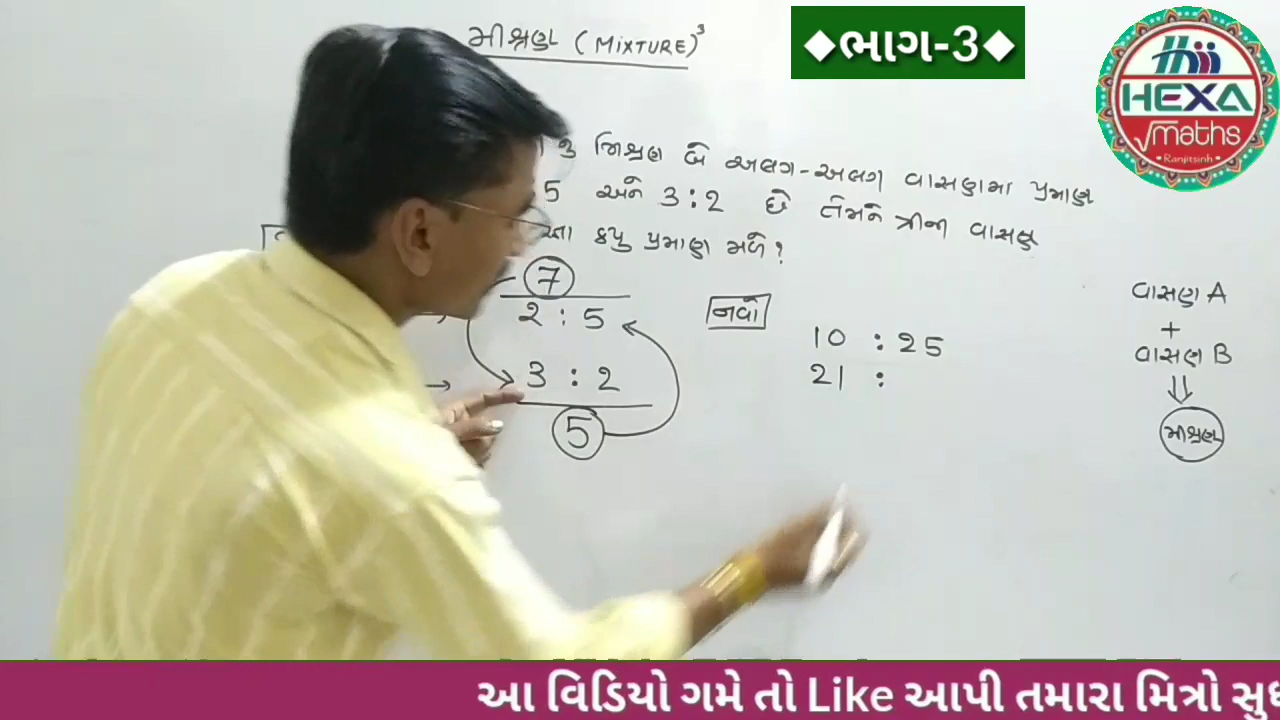 મીશ્રણ (MIXTURE)³
◆ભાગ-3◆
HEXA
√maths
Ranjitsinh
નુ મિશ્રણ બે અલગ-અલગ વાસણમા પ્રમાણ
5 અને 3:2 છે તેમને ત્રીજા વાસણ
કયુ પ્રમાણ મળે?
7
2 : 5
3 : 2
5
નવો
10 : 25
21 :
વાસણ A
+
વાસણ B
⇓
મીશ્રણ
આ વિડિયો ગમે તો Like આપી તમારા મિત્રો